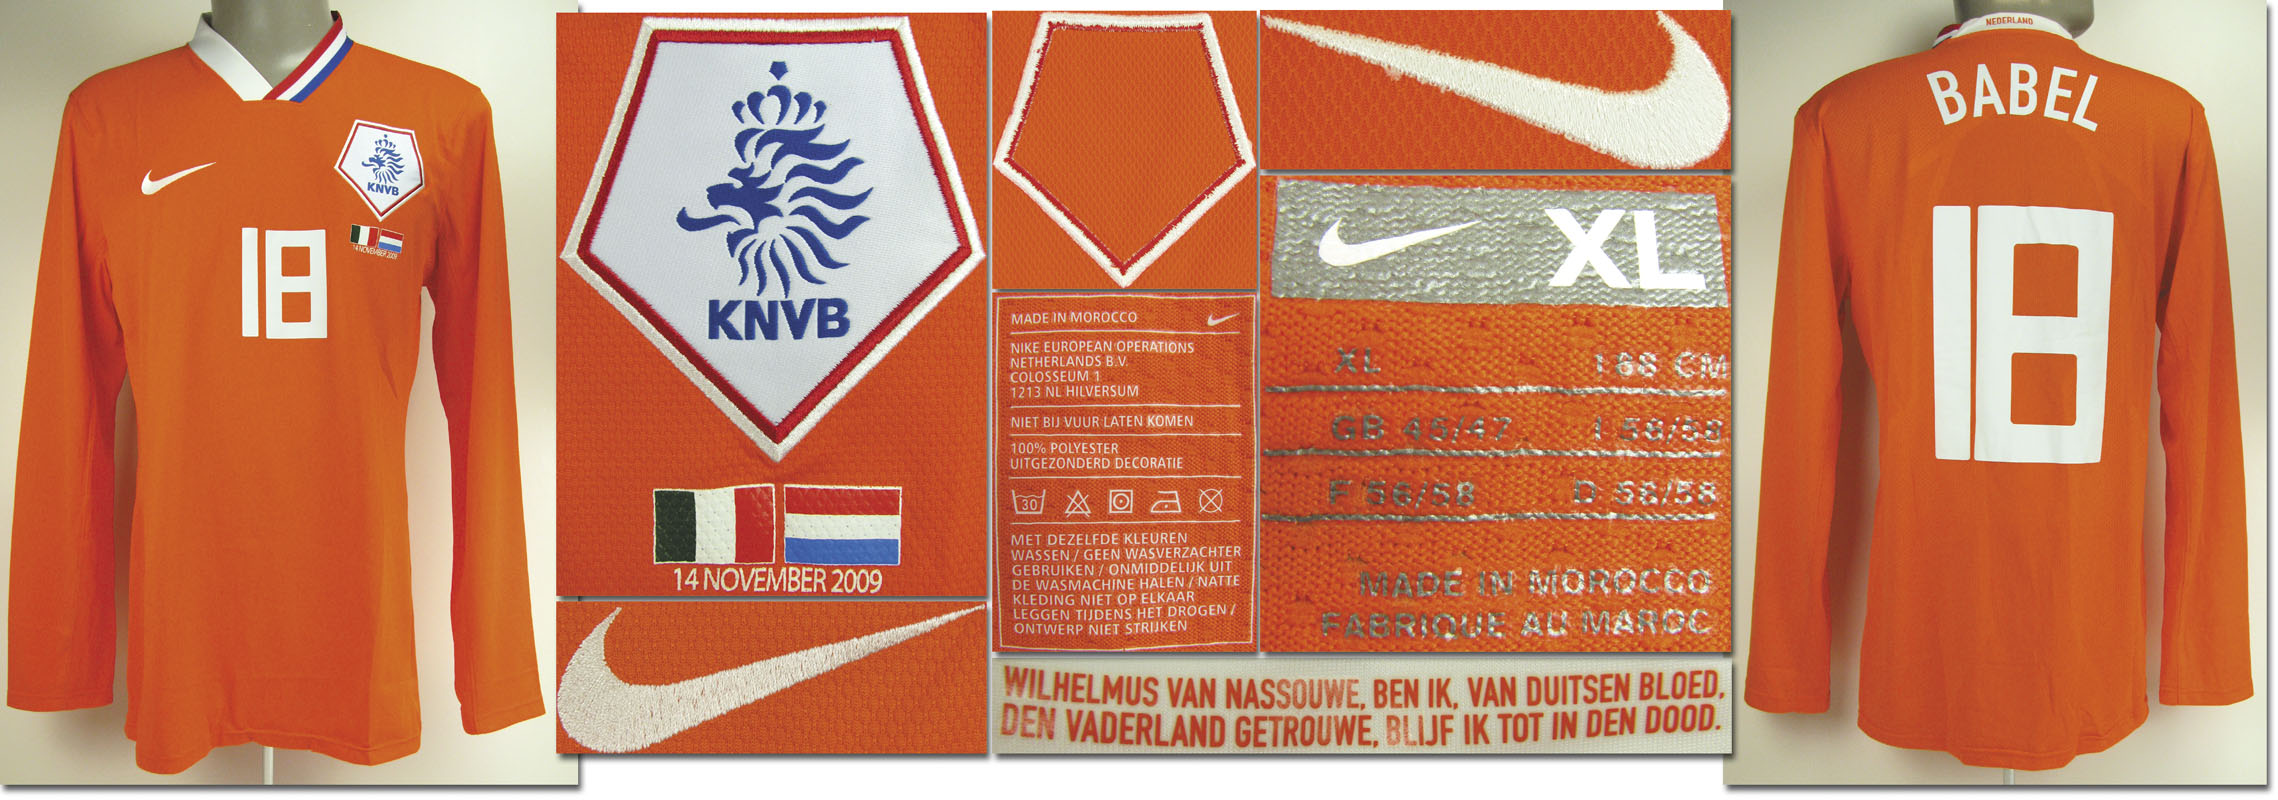 KNVB
18
14 NOVEMBER 2009
KNVB
14 NOVEMBER 2009
MADE IN MOROCCO
NIKE EUROPEAN OPERATIONS
NETHERLANDS B.V.
COLOSSEUM 1
1213 NL HILVERSUM
NIET BIJ VUUR LATEN KOMEN
100% POLYESTER
UITGEZONDERD DECORATIE
30
MET DEZELFDE KLEUREN
WASSEN / GEEN WASVERZACHTER
GEBRUIKEN / ONMIDDELIJK UIT
DE WASMACHINE HALEN / NATTE
KLEDING NIET OP ELKAAR
LEGGEN TIJDENS HET DROGEN /
ONTWERP NIET STRIJKEN
XL
XL 188 CM
GB 45/47 I 56/58
F 56/58 D 56/58
MADE IN MOROCCO
FABRIQUE AU MAROC
WILHELMUS VAN NASSOUWE, BEN IK, VAN DUITSEN BLOED,
DEN VADERLAND GETROUWE, BLIJF IK TOT IN DEN DOOD.
NEDERLAND
BABEL
18